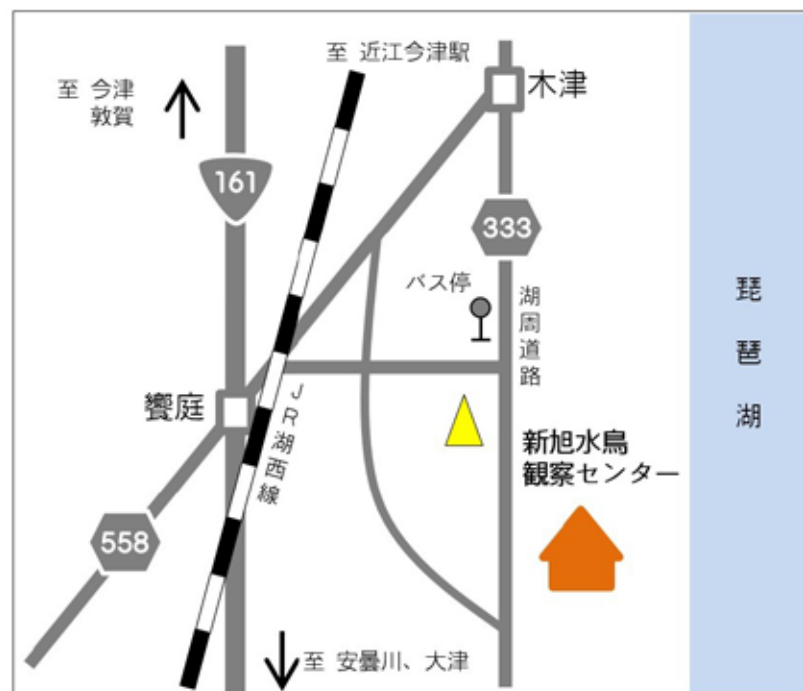 至 近江今津駅
至 今津
敦賀
木津
161
333
バス停
湖周道路
琵琶湖
饗庭
JR湖西線
新旭水鳥
観察センター
558
至 安曇川、大津